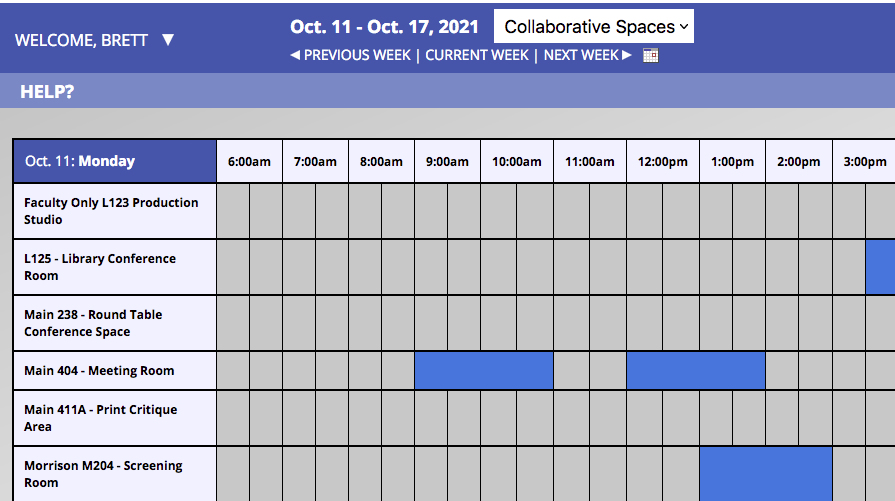 WELCOME, BRETT ▼
Oct. 11 - Oct. 17, 2021
Collaborative Spaces
◀ PREVIOUS WEEK | CURRENT WEEK | NEXT WEEK ▶
HELP?
Oct. 11: Monday 6:00am 7:00am 8:00am 9:00am 10:00am 11:00am 12:00pm 1:00pm 2:00pm 3:00pm
Faculty Only L123 Production
Studio
L125 - Library Conference
Room
Main 238 - Round Table
Conference Space
Main 404 - Meeting Room
Main 411A - Print Critique
Area
Morrison M204 - Screening
Room